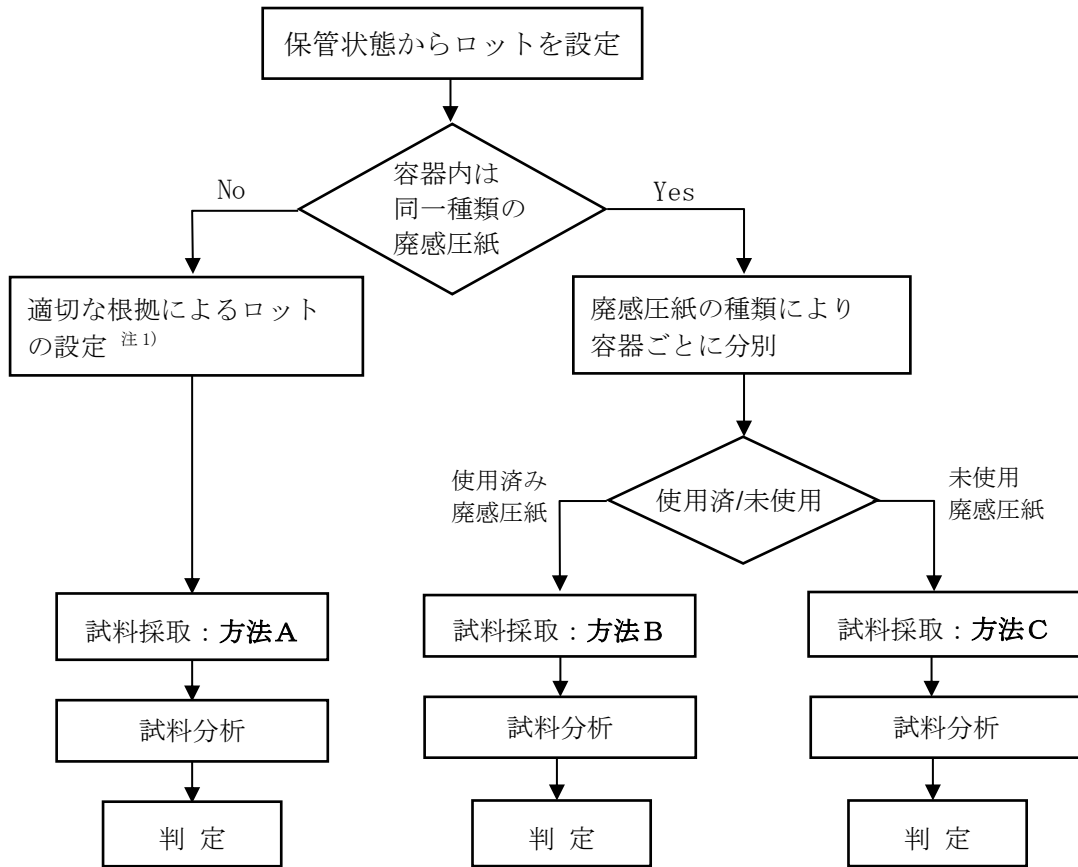 保管状態からロットを設定
容器内は
同一種類の
廃感圧紙
No
Yes
適切な根拠によるロット
の設定 注1)
廃感圧紙の種類により
容器ごとに分別
使用済み
廃感圧紙
使用済/未使用
未使用
廃感圧紙
試料採取：方法A
試料採取：方法B
試料採取：方法C
試料分析
試料分析
試料分析
判 定
判 定
判 定